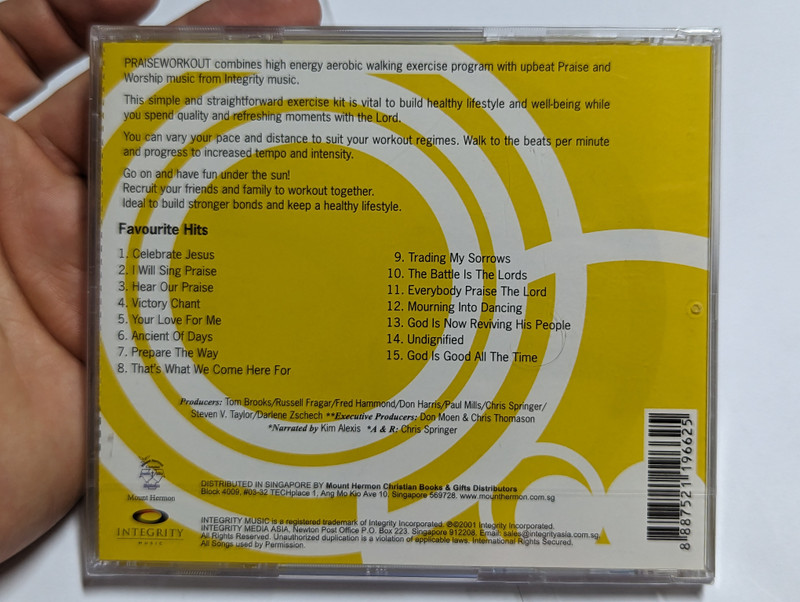 PRAISEWORKOUT combines high energy aerobic walking exercise program with upbeat Praise and
Worship music from Integrity music.
This simple and straightforward exercise kit is vital to build healthy lifestyle and well-being while
you spend quality and refreshing moments with the Lord.
You can vary your pace and distance to suit your workout regimes. Walk to the beats per minute
and progress to increased tempo and intensity.
Go on and have fun under the sun!
Recruit your friends and family to workout together.
Ideal to build stronger bonds and keep a healthy lifestyle.
Favourite Hits
1. Celebrate Jesus
2. I Will Sing Praise
3. Hear Our Praise
4. Victory Chant
5. Your Love For Me
6. Ancient Of Days
7. Prepare The Way
8. That's What We Come Here For
9. Trading My Sorrows
10. The Battle Is The Lords
11. Everybody Praise The Lord
12. Mourning Into Dancing
13. God Is Now Reviving His People
14. Undignified
15. God Is Good All The Time
Producers: Tom Brooks/Russell Fragar/Fred Hammond/Don Harris/Paul Mills/Chris Springer/
Steven V. Taylor/Darlene Zschech **Executive Producers: Don Moen & Chris Thomason
*Narrated by Kim Alexis *A & R: Chris Springer
Mount Hermon
DISTRIBUTED IN SINGAPORE BY Mount Hermon Christian Books & Gifts Distributors
Block 4009, #03-32 TECHplace 1, Ang Mo Kio Ave 10, Singapore 569728. www.mounthermon.com.sg
INTEGRITY
MUSIC
INTEGRITY MUSIC is a registered trademark of Integrity Incorporated. ℗©2001 Integrity Incorporated.
INTEGRITY MEDIA ASIA, Newton Post Office P.O. Box 223, Singapore 912208. Email: sales@integrityasia.com.sg.
All Rights Reserved. Unauthorized duplication is a violation of applicable laws. International Rights Secured.
All Songs used by Permission.
8 887521 196625